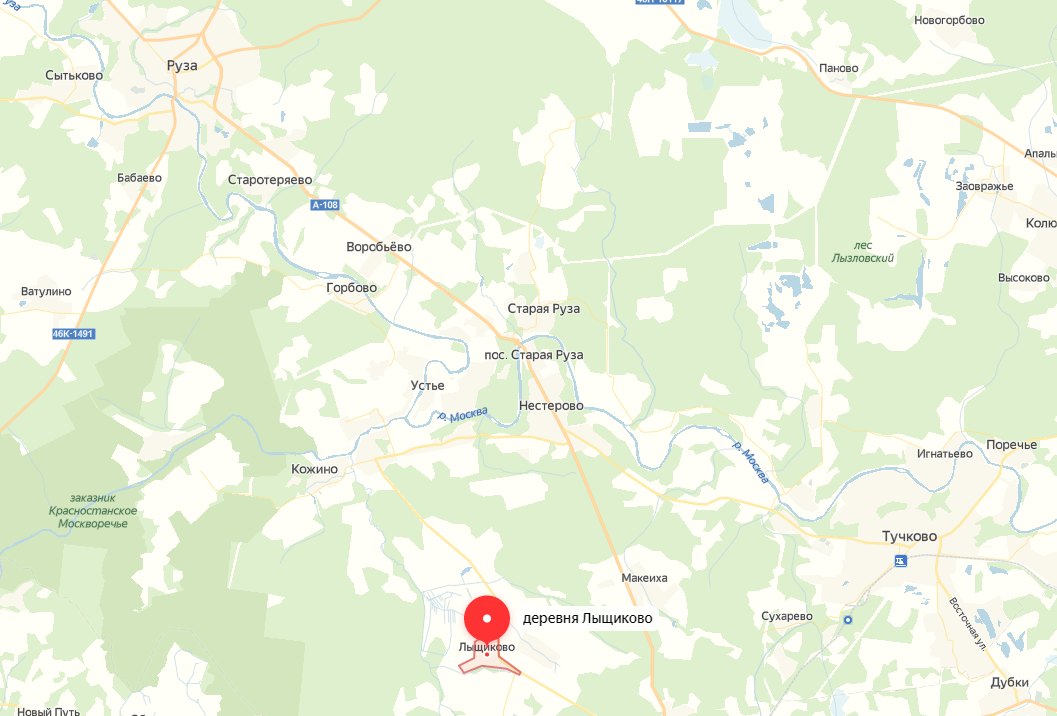 Новогорбово
Руза
Паново
Сытьково
Апаль
Бабаево
Старотеряево
Заовражье
А-108
Колю
Воробьёво
лес
Лызловский
Высоково
Горбово
Ватулино
Старая Руза
46К-1491
пос. Старая Руза
Устье
Нестерово
р. Москва
р. Москва
Поречье
Игнатьево
Кожино
заказник
Красностанское
Москворечье
Тучково
Макеиха
Сухарево
Восточная ул.
деревня Лыщиково
Лыщиково
Дубки
Новый Путь